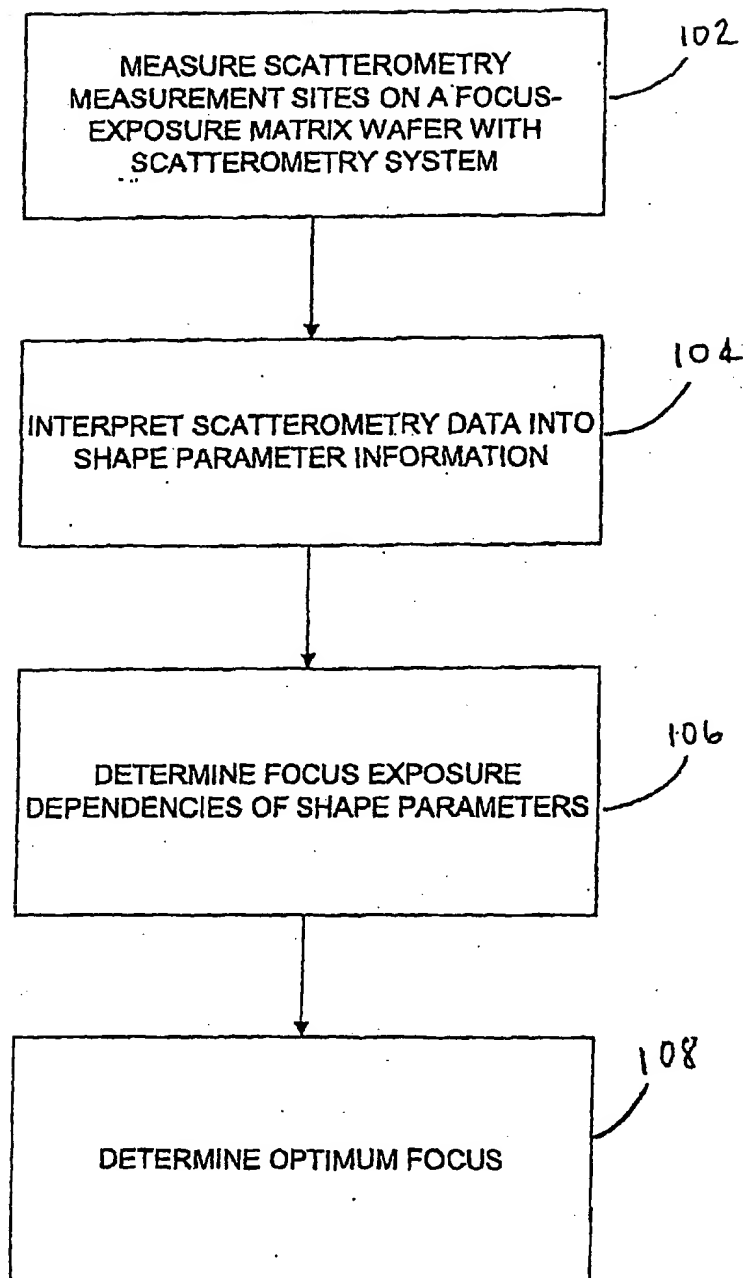 102
MEASURE SCATTEROMETRY
MEASUREMENT SITES ON A FOCUS-
EXPOSURE MATRIX WAFER WITH
SCATTEROMETRY SYSTEM
104
INTERPRET SCATTEROMETRY DATA INTO
SHAPE PARAMETER INFORMATION
106
DETERMINE FOCUS EXPOSURE
DEPENDENCIES OF SHAPE PARAMETERS
108
DETERMINE OPTIMUM FOCUS